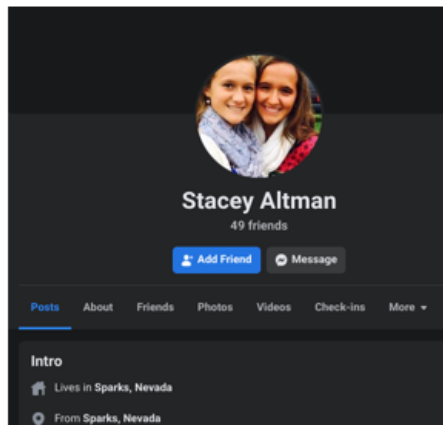 Stacey Altman
49 friends
Add Friend Message
Posts About Friends Photos Videos Check-ins More
Intro
Lives in Sparks, Nevada
From Sparks, Nevada